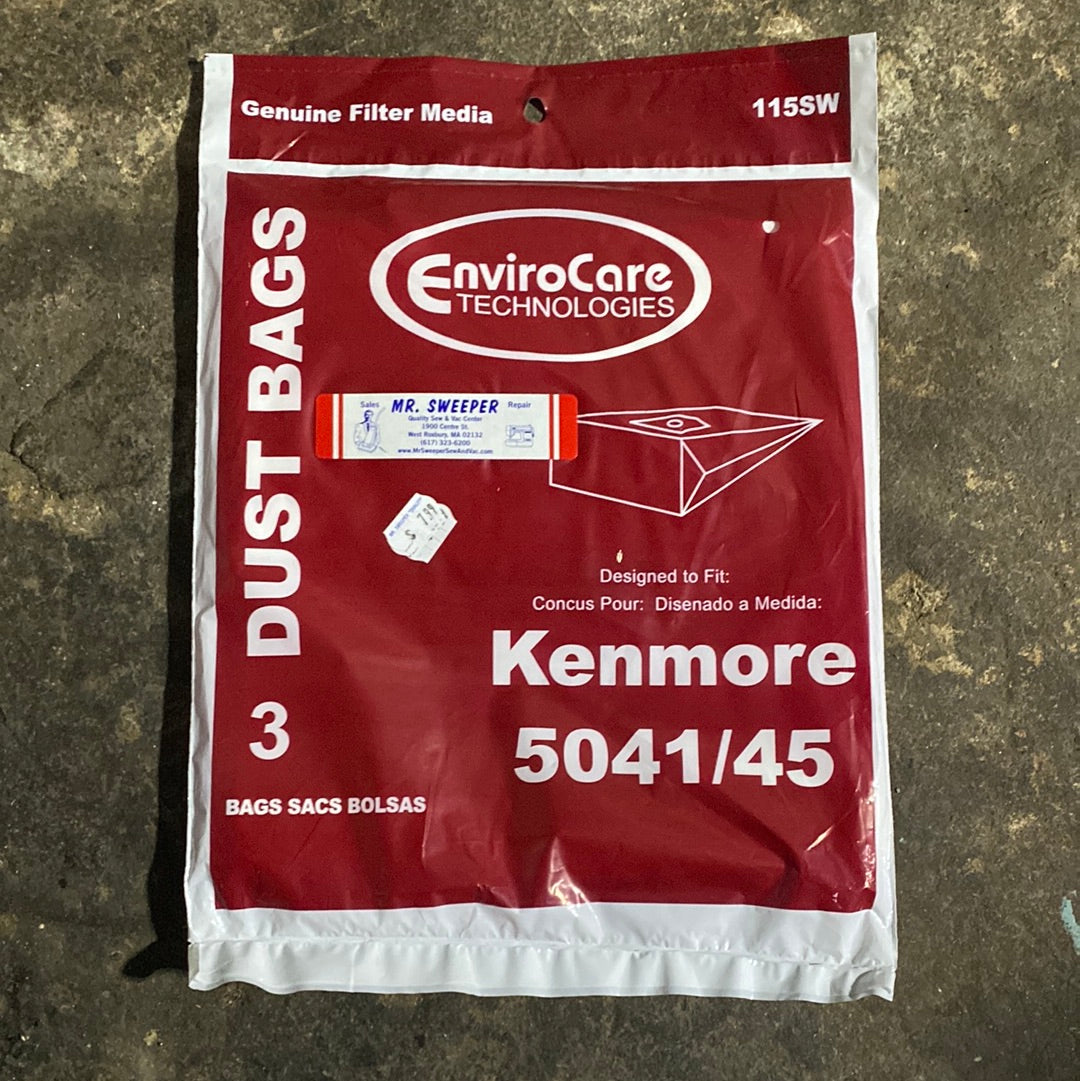 Genuine Filter Media
115SW
EnviroCare
TECHNOLOGIES
DUST BAGS
Sales
MR. SWEEPER
Repair
Quality Sew & Vac Center
1900 Centre St.
West Roxbury, MA 02132
(617) 323-6200
www.MrSweeperSewAndVac.com
$ 7.99
Designed to Fit:
Concus Pour: Disenado a Medida:
Kenmore
5041/45
3
BAGS SACS BOLSAS